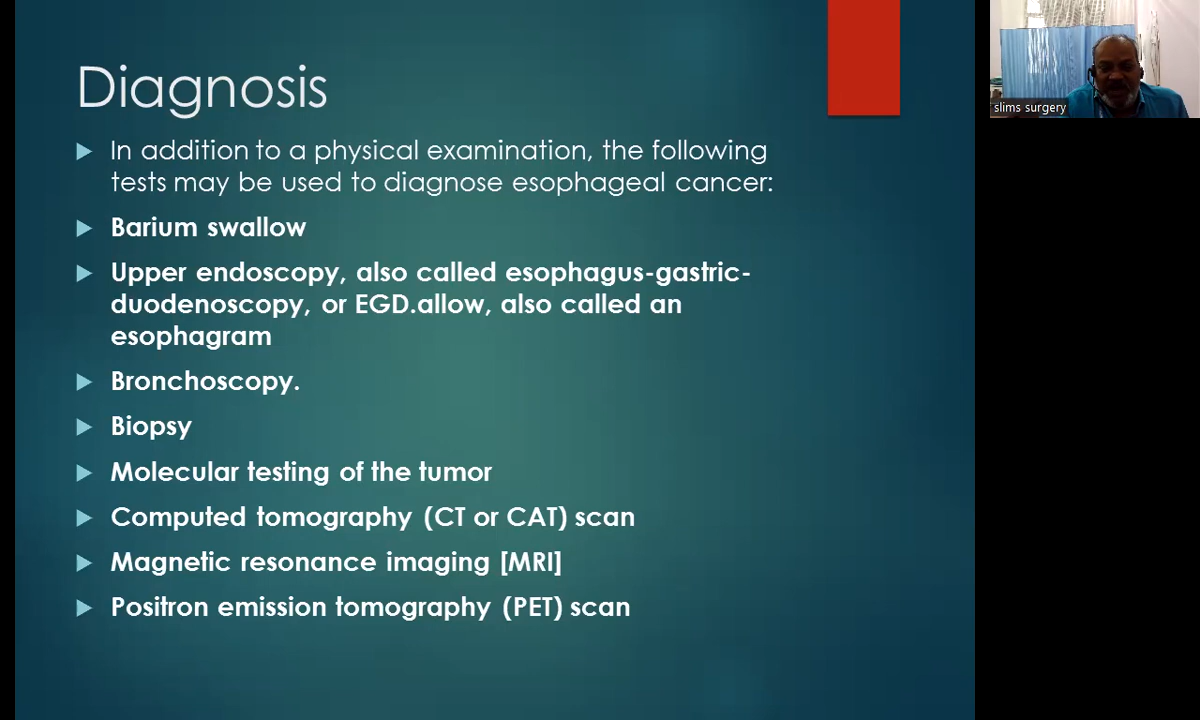 Diagnosis
In addition to a physical examination, the following
tests may be used to diagnose esophageal cancer:
Barium swallow
Upper endoscopy, also called esophagus-gastric-
duodenoscopy, or EGD.allow, also called an
esophagram
Bronchoscopy.
Biopsy
Molecular testing of the tumor
Computed tomography (CT or CAT) scan
Magnetic resonance imaging [MRI]
Positron emission tomography (PET) scan
slims surgery